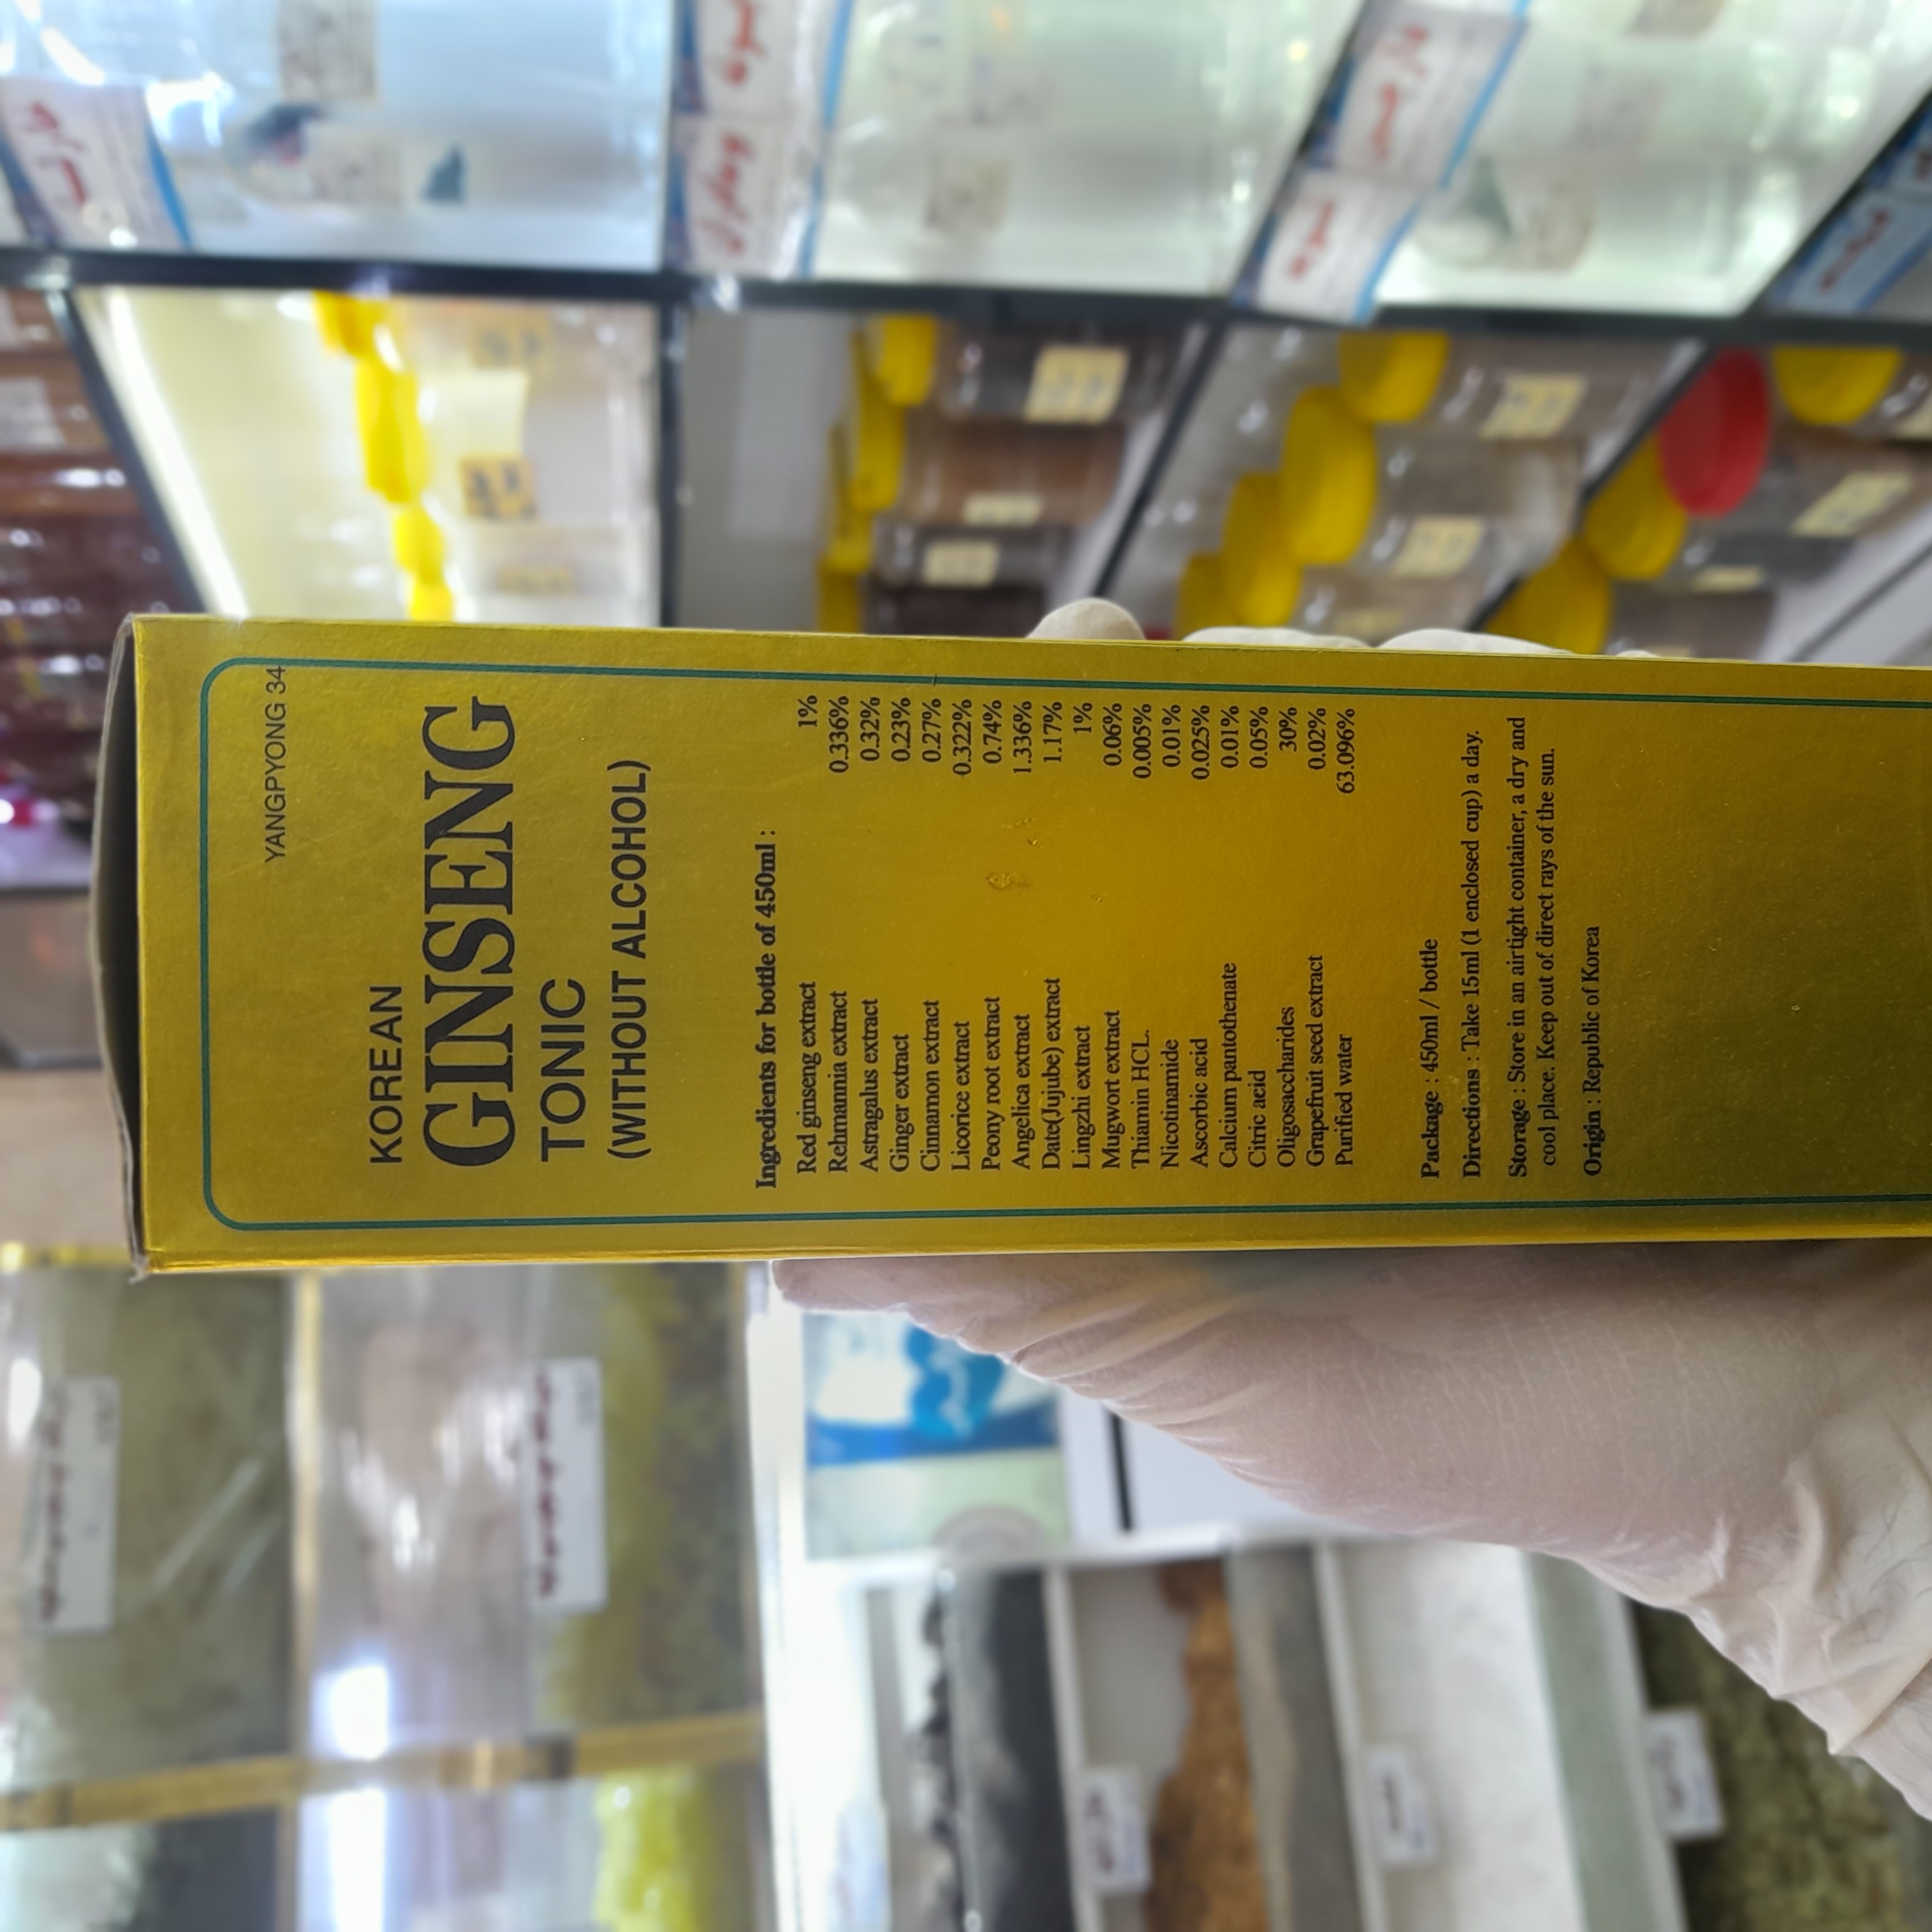 YANGPYONG 34
KOREAN
GINSENG
TONIC
(WITHOUT ALCOHOL)
Ingredients for bottle of 450ml :
Red ginseng extract 1%
Rehmannia extract 0.336%
Astragalus extract 0.32%
Ginger extract 0.23%
Cinnamon extract 0.27%
Licorice extract 0.322%
Peony root extract 0.74%
Angelica extract 1.336%
Date(Jujube) extract 1.17%
Lingzhi extract 1%
Mugwort extract 0.06%
Thiamin HCL. 0.005%
Nicotinamide 0.01%
Ascorbic acid 0.025%
Calcium pantothenate 0.01%
Citric acid 0.05%
Oligosaccharides 30%
Grapefruit seed extract 0.02%
Purified water 63.096%
Package : 450ml / bottle
Directions : Take 15ml (1 enclosed cup) a day.
Storage : Store in an airtight container, a dry and
cool place. Keep out of direct rays of the sun.
Origin : Republic of Korea